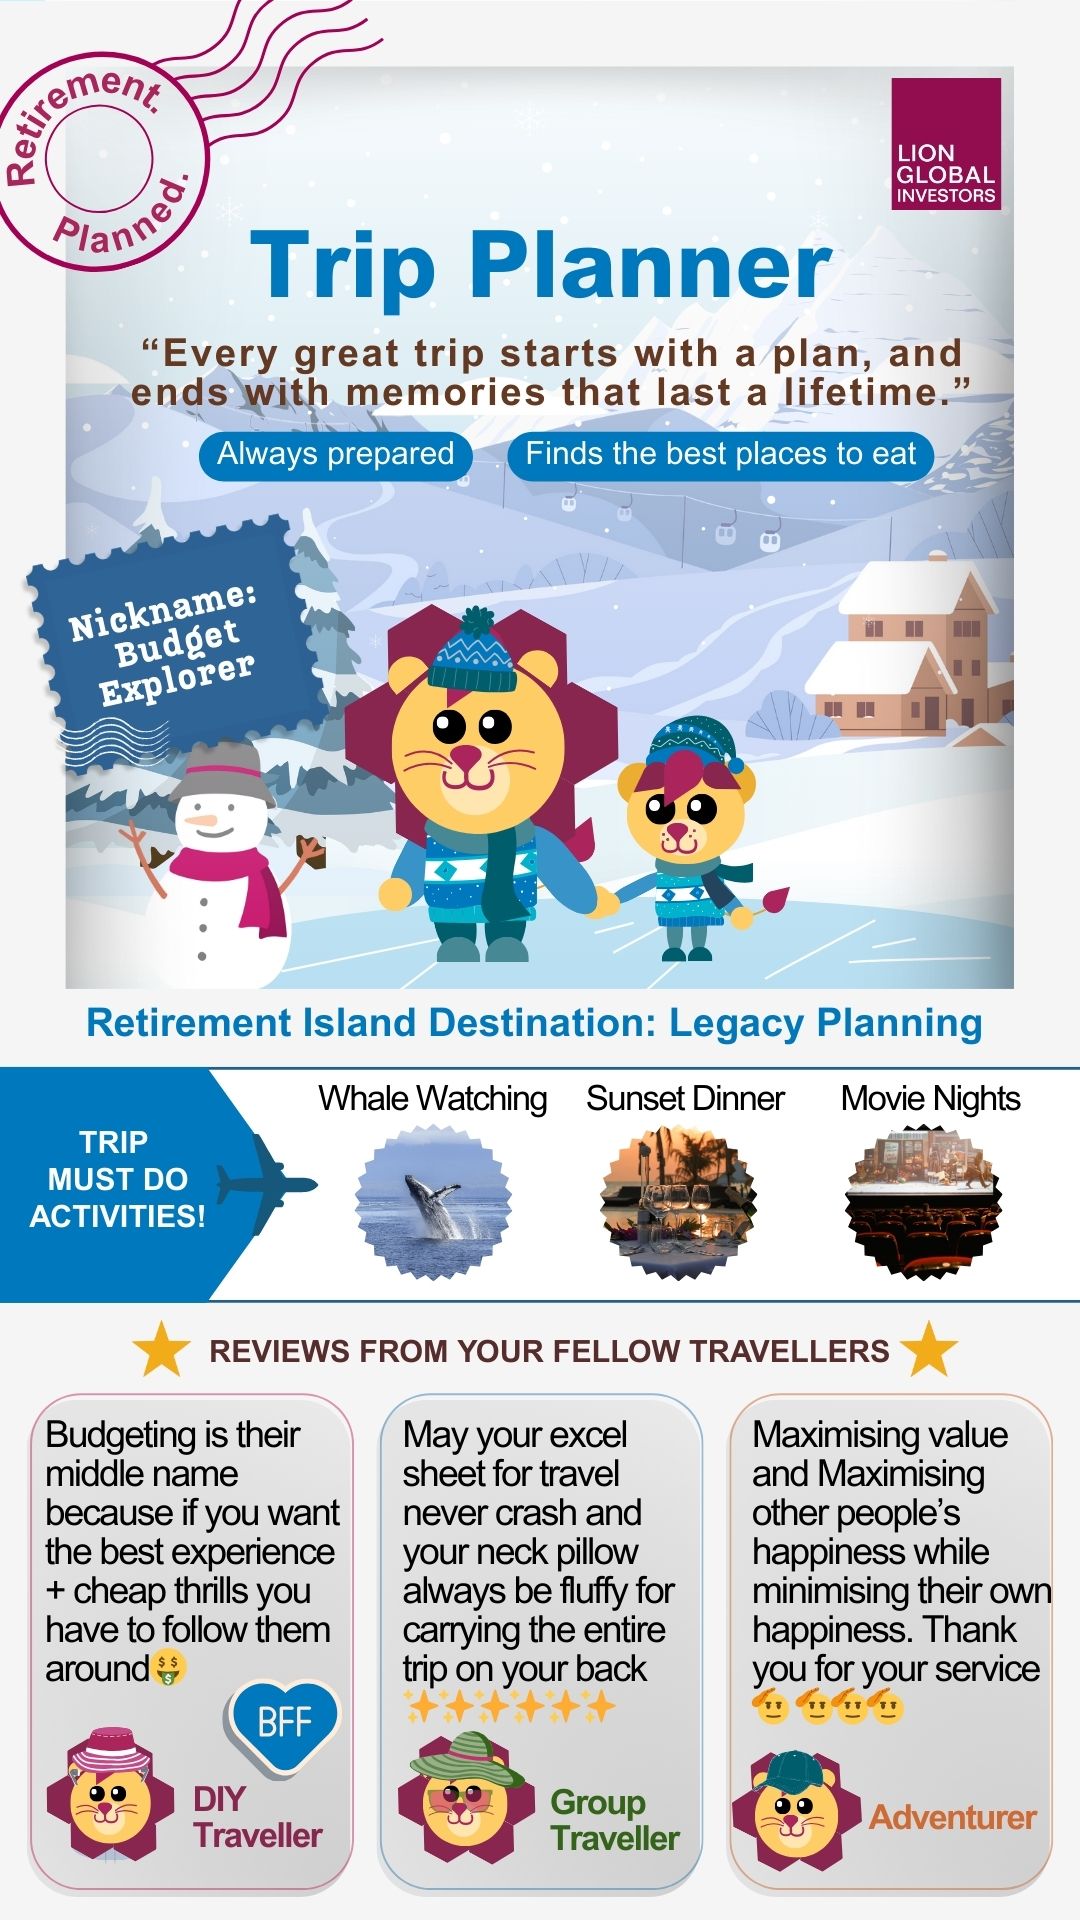 Retirement.
Planned.
LION
GLOBAL
INVESTORS
Trip Planner
“Every great trip starts with a plan, and
ends with memories that last a lifetime.”
Always prepared
Finds the best places to eat
Nickname:
Budget
Explorer
Retirement Island Destination: Legacy Planning
TRIP
MUST DO
ACTIVITIES!
Whale Watching
Sunset Dinner
Movie Nights
REVIEWS FROM YOUR FELLOW TRAVELLERS
Budgeting is their
middle name
because if you want
the best experience
+ cheap thrills you
have to follow them
around🤑
BFF
DIY
Traveller
May your excel
sheet for travel
never crash and
your neck pillow
always be fluffy for
carrying the entire
trip on your back
✨✨✨✨✨✨
Group
Traveller
Maximising value
and Maximising
other people’s
happiness while
minimising their own
happiness. Thank
you for your service
🫡🫡🫡🫡
Adventurer